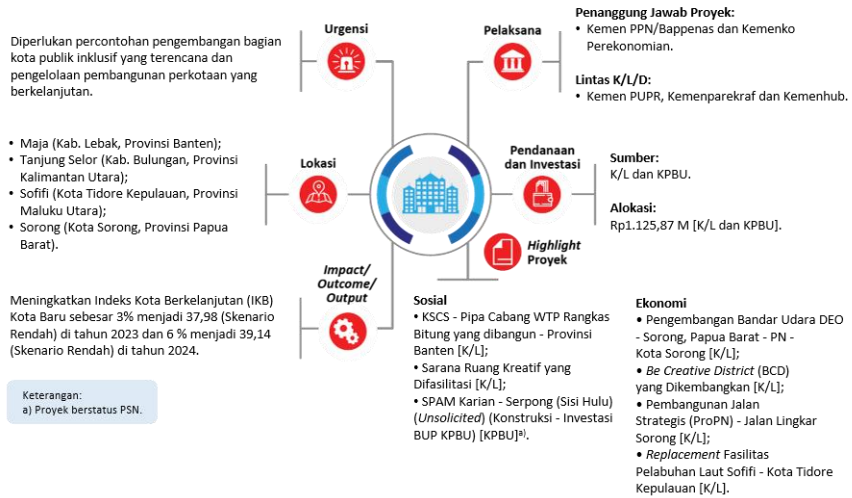 Urgensi
Diperlukan percontohan pengembangan bagian
kota publik inklusif yang terencana dan
pengelolaan pembangunan perkotaan yang
berkelanjutan.
Pelaksana
Penanggung Jawab Proyek:
• Kemen PPN/Bappenas dan Kemenko
Perekonomian.
Lintas K/L/D:
• Kemen PUPR, Kemenparekraf dan Kemenhub.
Lokasi
• Maja (Kab. Lebak, Provinsi Banten);
• Tanjung Selor (Kab. Bulungan, Provinsi
Kalimantan Utara);
• Sofifi (Kota Tidore Kepulauan, Provinsi
Maluku Utara);
• Sorong (Kota Sorong, Provinsi Papua
Barat).
Pendanaan
dan Investasi
Sumber:
K/L dan KPBU.
Alokasi:
Rp1.125,87 M [K/L dan KPBU].
Highlight
Proyek
Impact/
Outcome/
Output
Meningkatkan Indeks Kota Berkelanjutan (IKB)
Kota Baru sebesar 3% menjadi 37,98 (Skenario
Rendah) di tahun 2023 dan 6 % menjadi 39,14
(Skenario Rendah) di tahun 2024.
Sosial
• KSCS - Pipa Cabang WTP Rangkas
Bitung yang dibangun - Provinsi
Banten [K/L];
• Sarana Ruang Kreatif yang
Difasilitasi [K/L];
• SPAM Karian - Serpong (Sisi Hulu)
(Unsolicited) (Konstruksi - Investasi
BUP KPBU) [KPBU]a).
Ekonomi
• Pengembangan Bandar Udara DEO
- Sorong, Papua Barat - PN -
Kota Sorong [K/L];
• Be Creative District (BCD)
yang Dikembangkan [K/L];
• Pembangunan Jalan
Strategis (ProPN) - Jalan Lingkar
Sorong [K/L];
• Replacement Fasilitas
Pelabuhan Laut Sofifi - Kota Tidore
Kepulauan [K/L].
Keterangan:
a) Proyek berstatus PSN.